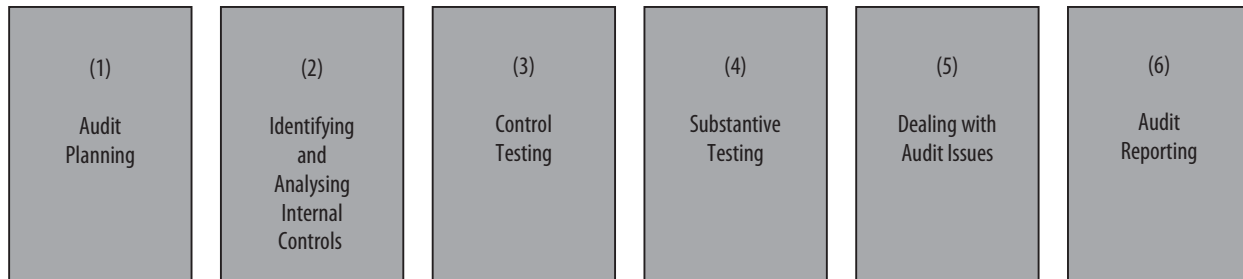 (1)
Audit
Planning
(2)
Identifying
and
Analysing
Internal
Controls
(3)
Control
Testing
(4)
Substantive
Testing
(5)
Dealing with
Audit Issues
(6)
Audit
Reporting